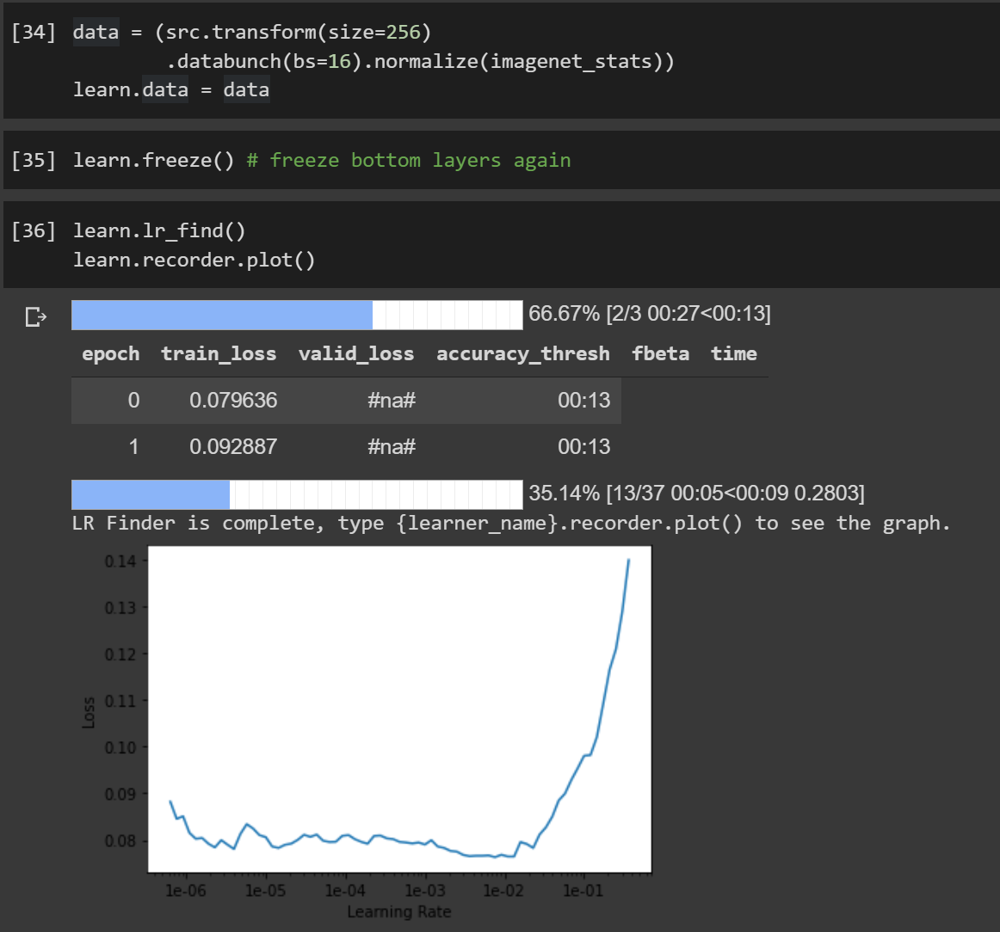 [34] data = (src.transform(size=256)
.databunch(bs=16).normalize(imagenet_stats))
learn.data = data
[35] learn.freeze() # freeze bottom layers again
[36] learn.lr_find()
learn.recorder.plot()
66.67% [2/3 00:27<00:13]
epoch train_loss valid_loss accuracy_thresh fbeta time
0 0.079636 #na# 00:13
1 0.092887 #na# 00:13
35.14% [13/37 00:05<00:09 0.2803]
LR Finder is complete, type {learner_name}.recorder.plot() to see the graph.
0.14
0.13
0.12
0.11
0.10
0.09
0.08
Loss
1e-06 1e-05 1e-04 1e-03 1e-02 1e-01
Learning Rate